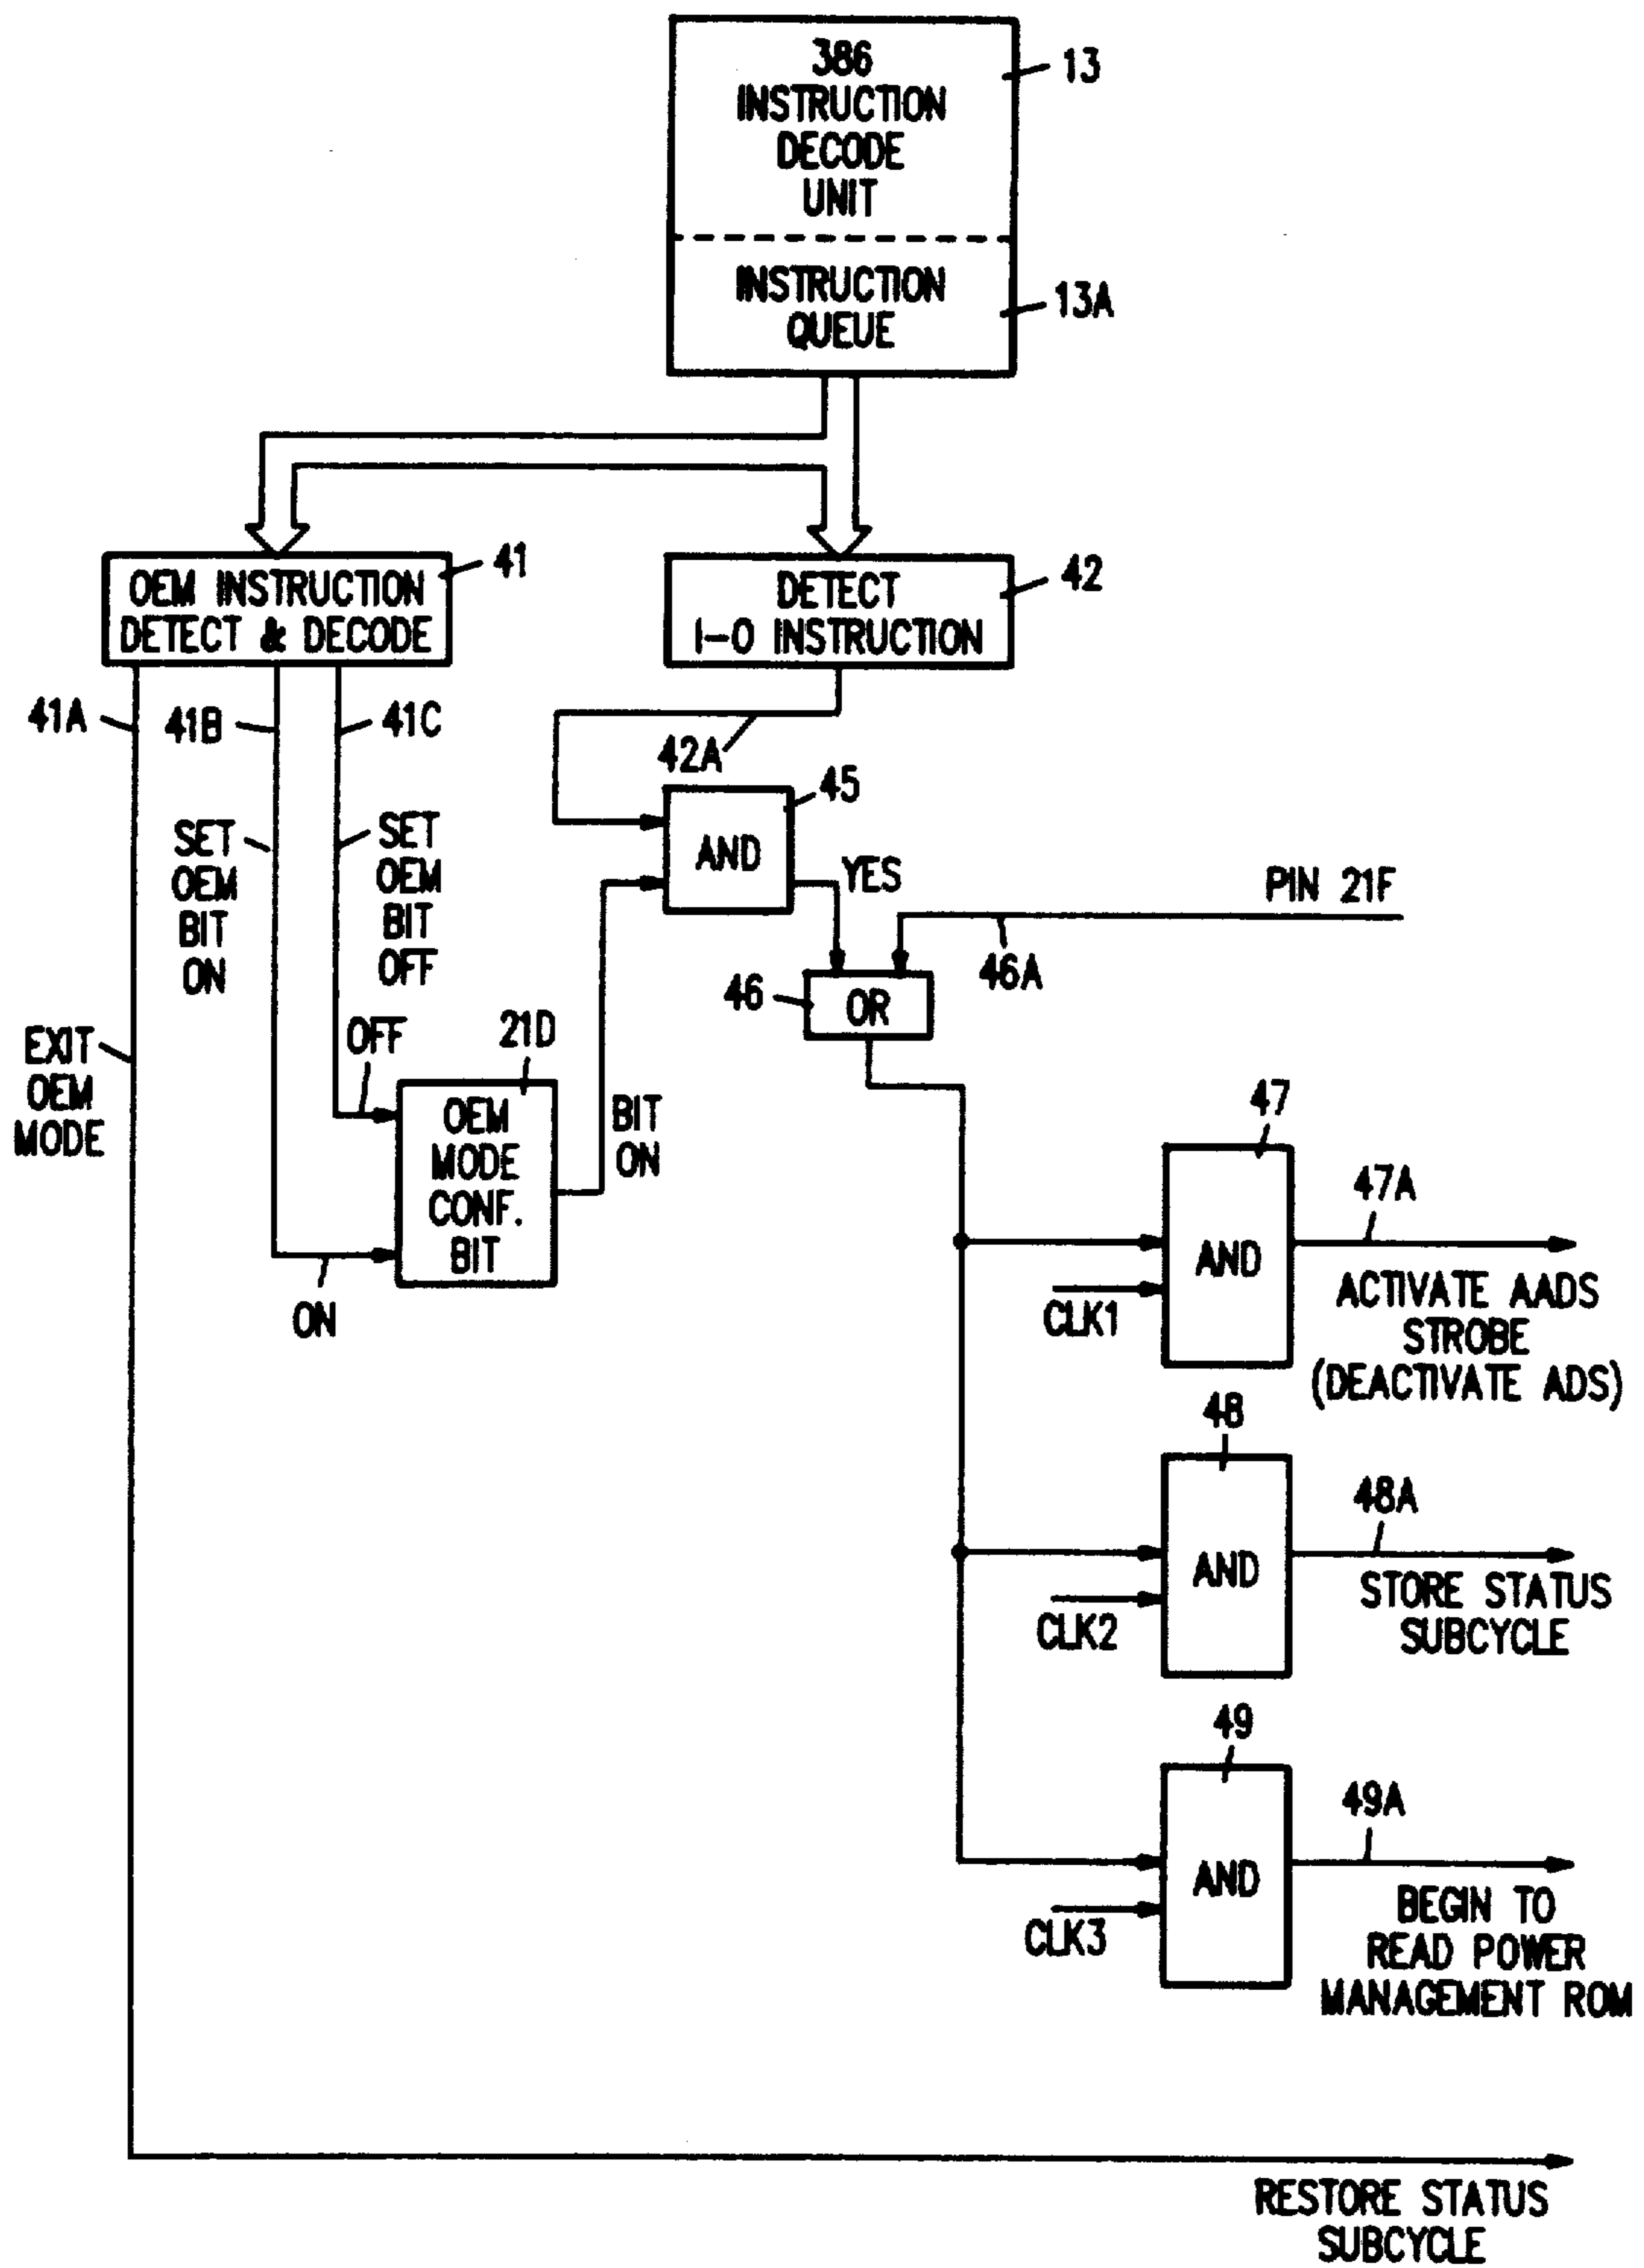 386
INSTRUCTION
DECODE
UNIT
13
INSTRUCTION
QUEUE
13A
OEM INSTRUCTION
DETECT & DECODE
41
DETECT
I-O INSTRUCTION
42
41A
41B
41C
42A
SET
OEM
BIT
ON
SET
OEM
BIT
OFF
AND
45
YES
PIN 21F
46A
46
OR
EXIT
OEM
MODE
OFF
21D
OEM
MODE
CONF.
BIT
BIT
ON
ON
47
AND
CLK1
47A
ACTIVATE AADS
STROBE
(DEACTIVATE ADS)
48
AND
CLK2
48A
STORE STATUS
SUBCYCLE
49
AND
CLK3
49A
BEGIN TO
READ POWER
MANAGEMENT ROM
RESTORE STATUS
SUBCYCLE